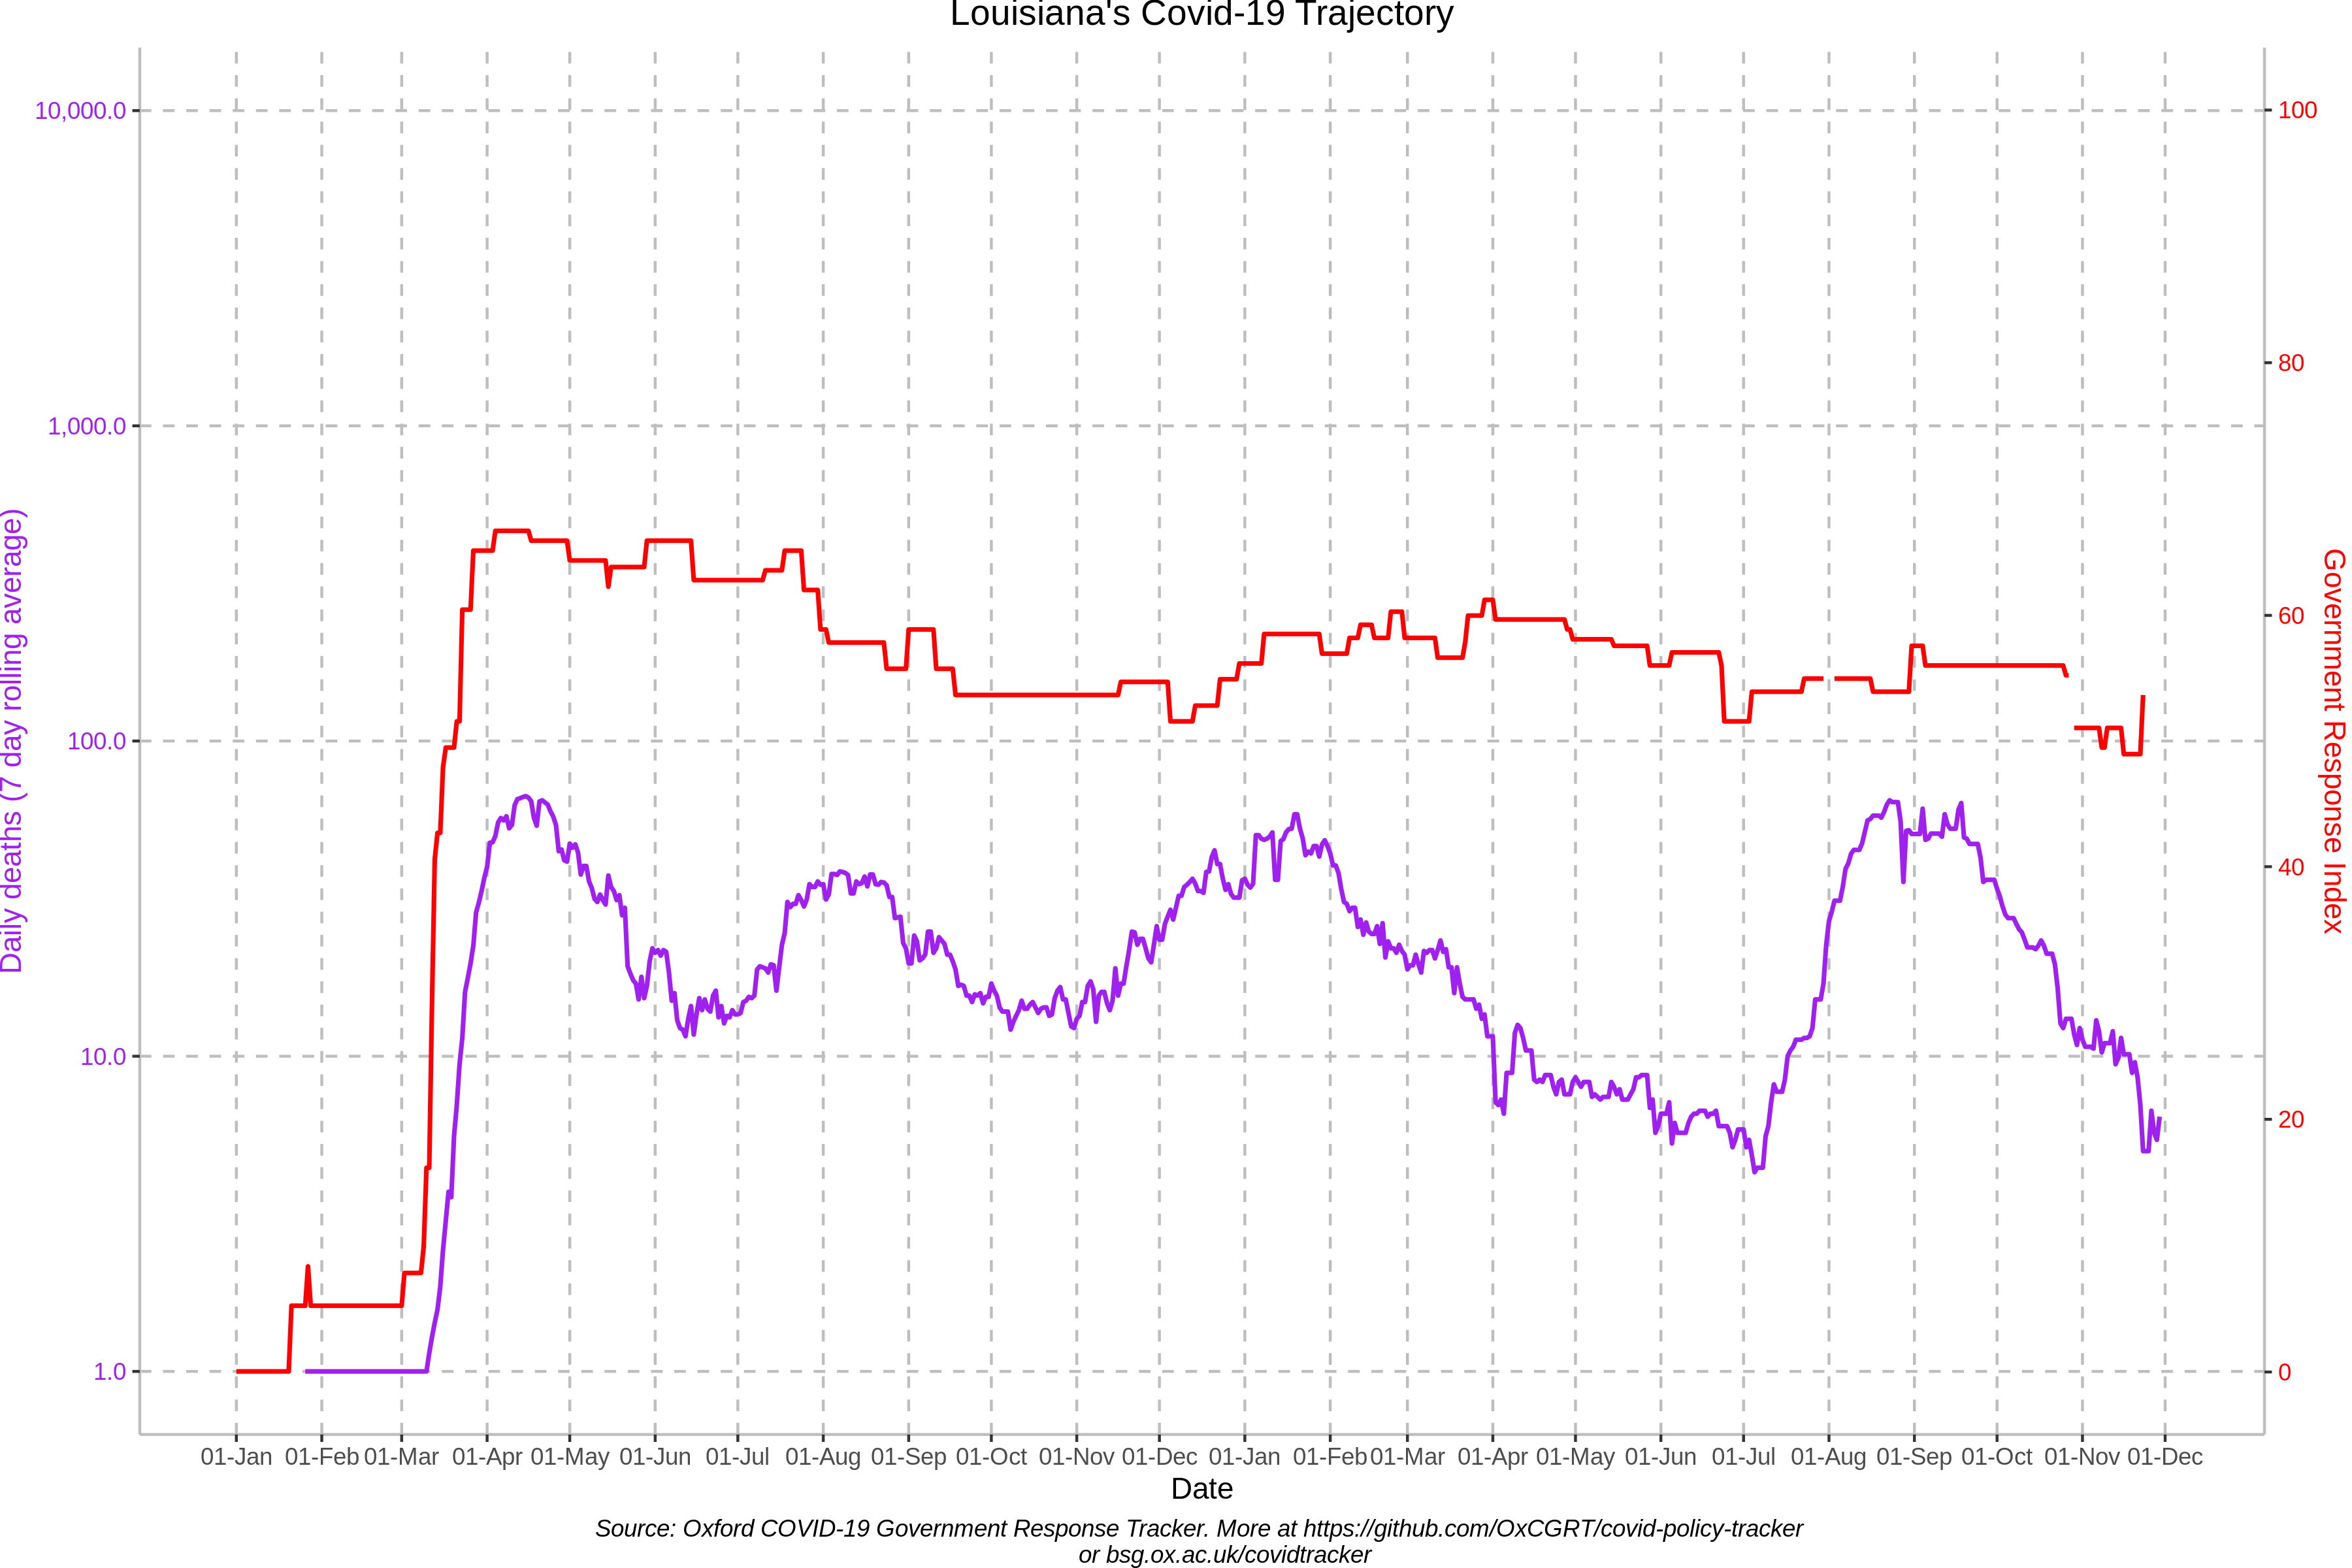 Louisiana's Covid-19 Trajectory
10,000.0
1,000.0
100.0
10.0
1.0
Daily deaths (7 day rolling average)
100
80
60
40
20
0
Government Response Index
01-Jan 01-Feb 01-Mar 01-Apr 01-May 01-Jun 01-Jul 01-Aug 01-Sep 01-Oct 01-Nov 01-Dec 01-Jan 01-Feb 01-Mar 01-Apr 01-May 01-Jun 01-Jul 01-Aug 01-Sep 01-Oct 01-Nov 01-Dec
Date
Source: Oxford COVID-19 Government Response Tracker. More at https://github.com/OxCGRT/covid-policy-tracker
or bsg.ox.ac.uk/covidtracker